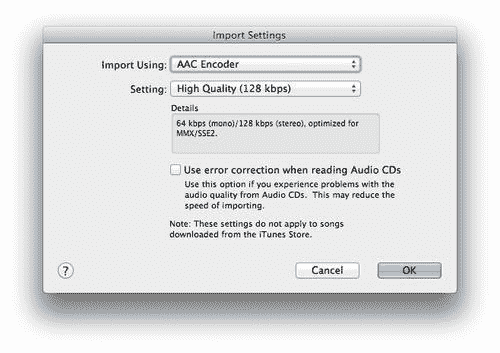 Import Settings
Import Using: AAC Encoder
Setting: High Quality (128 kbps)
Details
64 kbps (mono)/128 kbps (stereo), optimized for
MMX/SSE2.
Use error correction when reading Audio CDs
Use this option if you experience problems with the
audio quality from Audio CDs. This may reduce the
speed of importing.
Note: These settings do not apply to songs
downloaded from the iTunes Store.
? Cancel OK